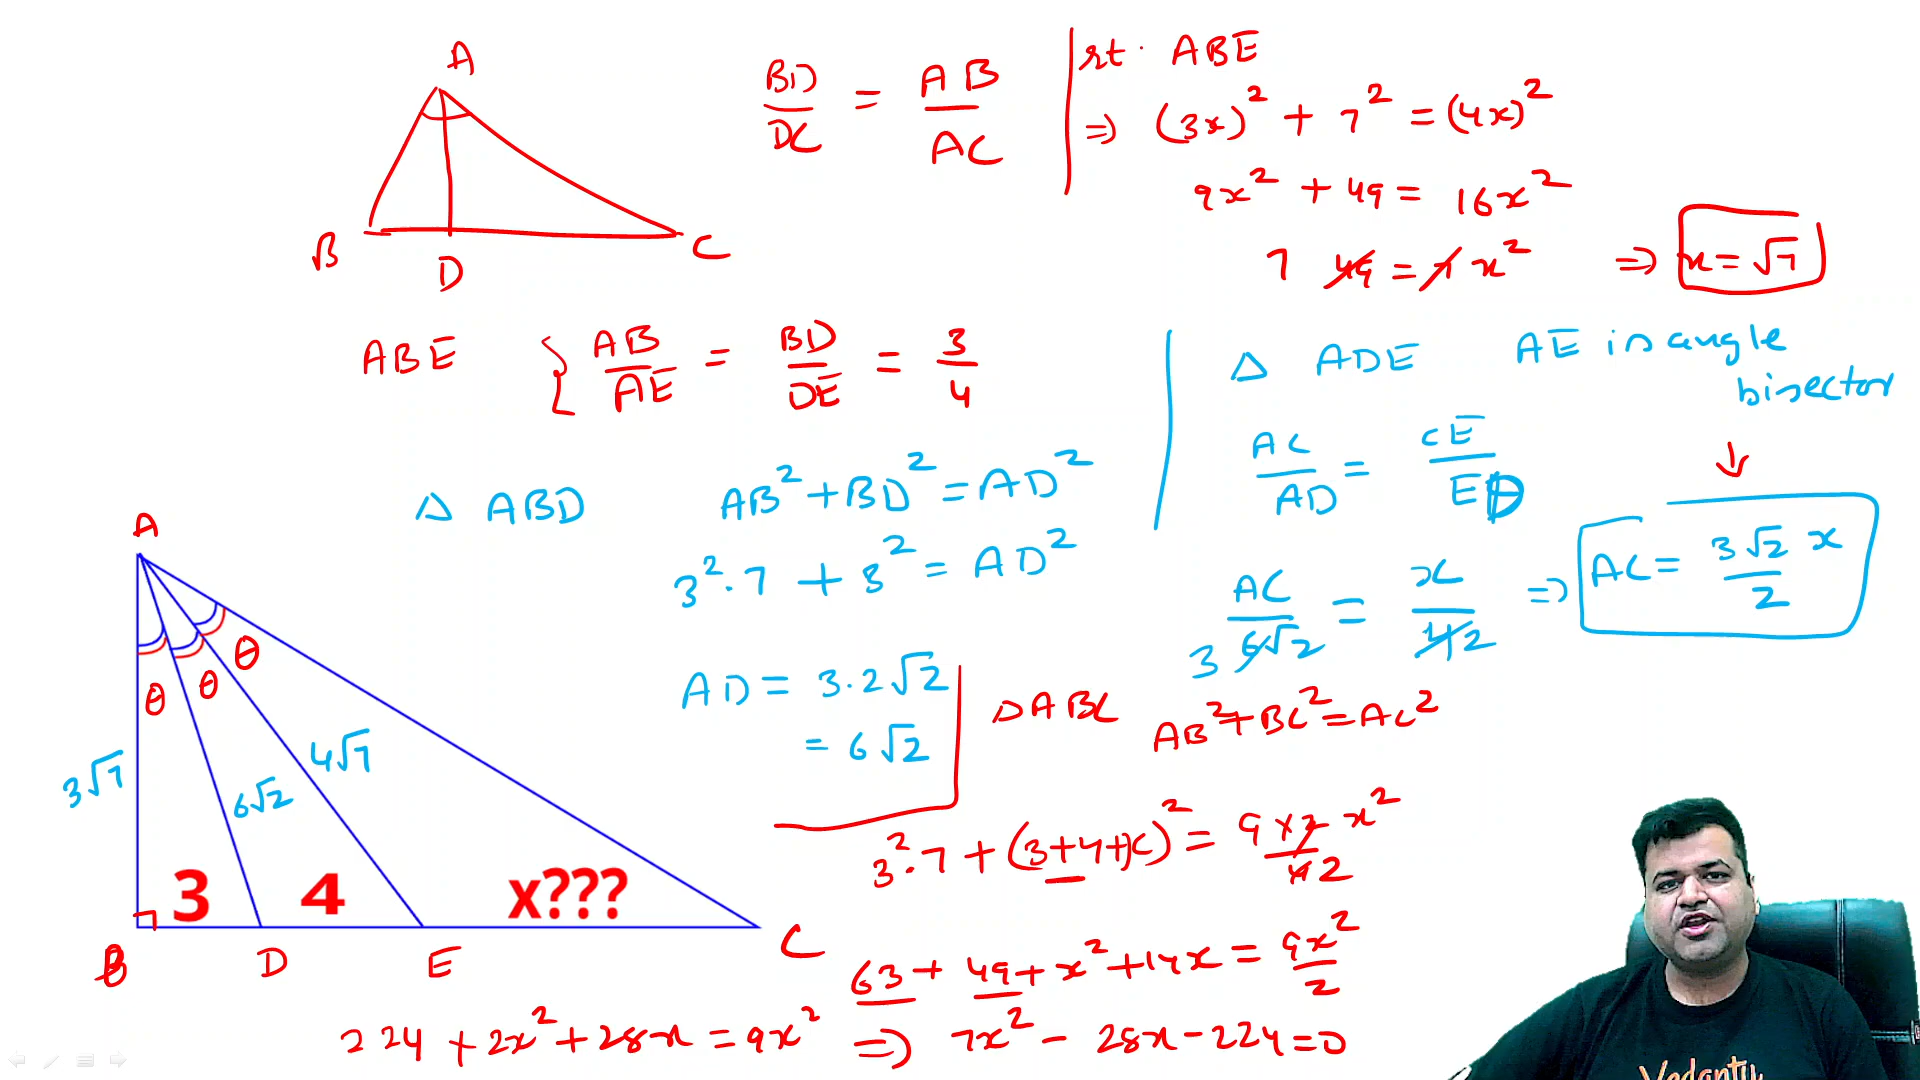 A
B D C
BD/DC = AB/AC
rt. ABE
⇒ (3x)² + 7² = (4x)²
9x² + 49 = 16x²
7 49 = 7x² ⇒ x = √7
ABE { AB/AE = BD/DE = 3/4
△ ADE AE is angle bisector
AC/AD = CE/ED
AC/6√2 = x/4 ⇒ AC = 3√2/2 x
3 2
△ ABD AB² + BD² = AD²
3².7 + 3² = AD²
AD = 3.2√2
= 6√2
△ABC AB² + BC² = AC²
3².7 + (3+4+x)² = 9×2/4 x²
2
63 + 49 + x² + 14x = 9x²/2
224 + 2x² + 28x = 9x² ⇒ 7x² - 28x - 224 = 0
A
θ θ θ
3√7 6√2 4√7
3 4 x???
B D E C
Vedantu